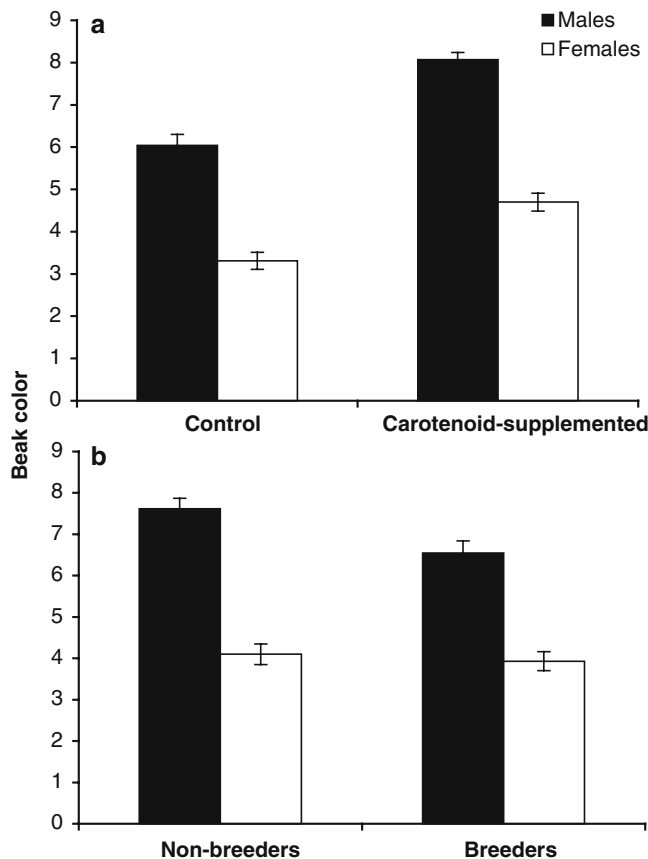 a
Males
Females
9
8
7
6
5
4
3
2
1
0
Control Carotenoid-supplemented
Beak color
b
9
8
7
6
5
4
3
2
1
0
Non-breeders Breeders